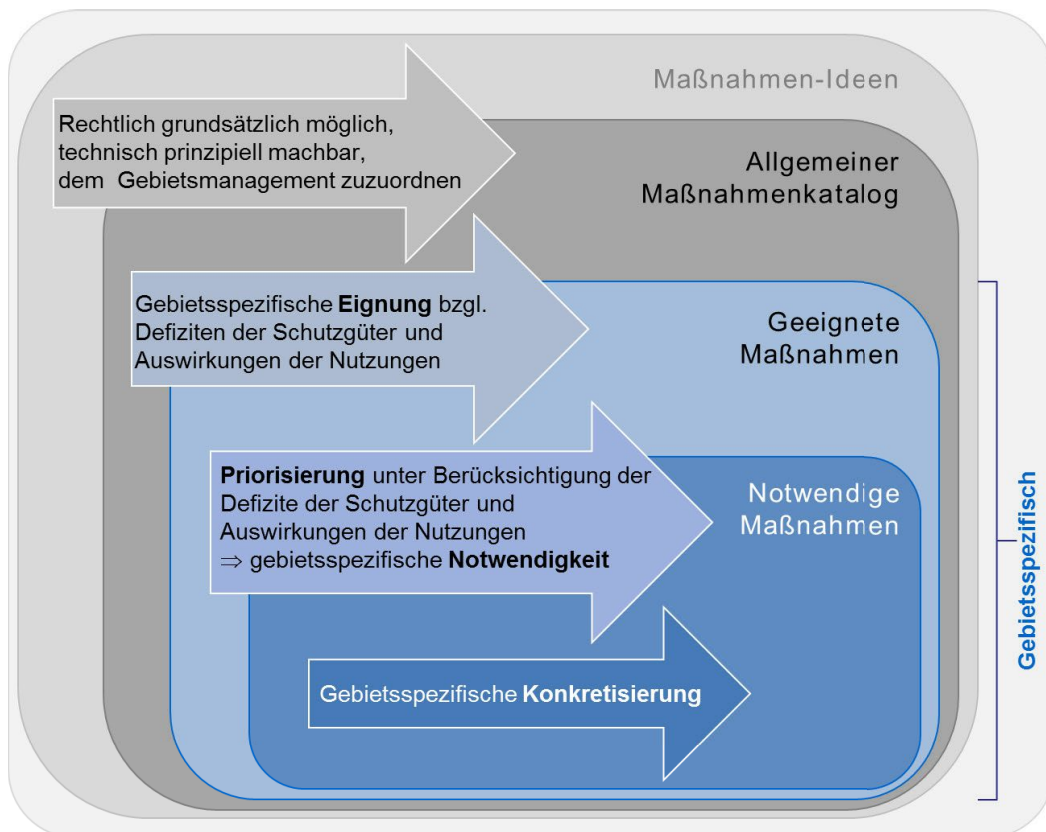 Maßnahmen-Ideen
Rechtlich grundsätzlich möglich,
technisch prinzipiell machbar,
dem Gebietsmanagement zuzuordnen
Allgemeiner
Maßnahmenkatalog
Gebietsspezifische Eignung bzgl.
Defiziten der Schutzgüter und
Auswirkungen der Nutzungen
Geeignete
Maßnahmen
Priorisierung unter Berücksichtigung der
Defizite der Schutzgüter und
Auswirkungen der Nutzungen
⇒ gebietsspezifische Notwendigkeit
Notwendige
Maßnahmen
Gebietsspezifische Konkretisierung
Gebietsspezifisch